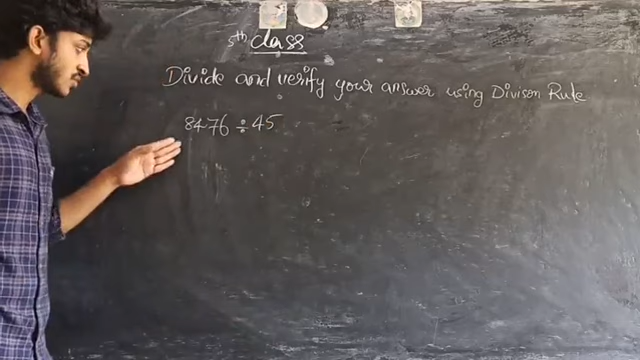 5th class
Divide and verify your answer using Divison Rule
8476 ÷ 45